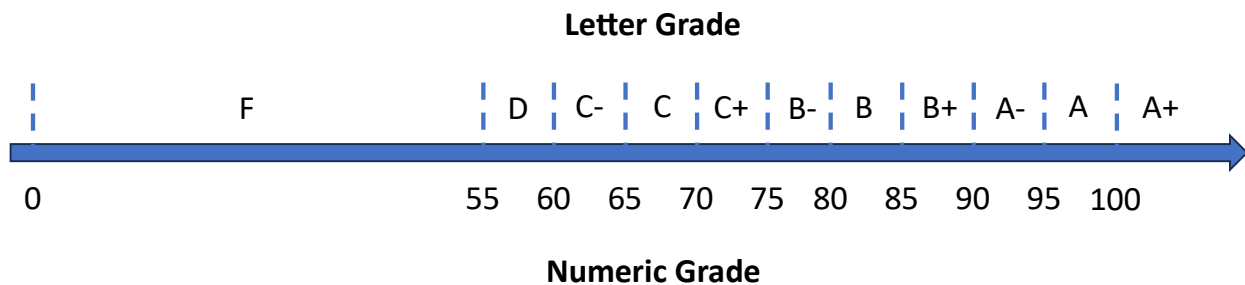 Letter Grade
F D C- C C+ B- B B+ A- A A+
0 55 60 65 70 75 80 85 90 95 100
Numeric Grade